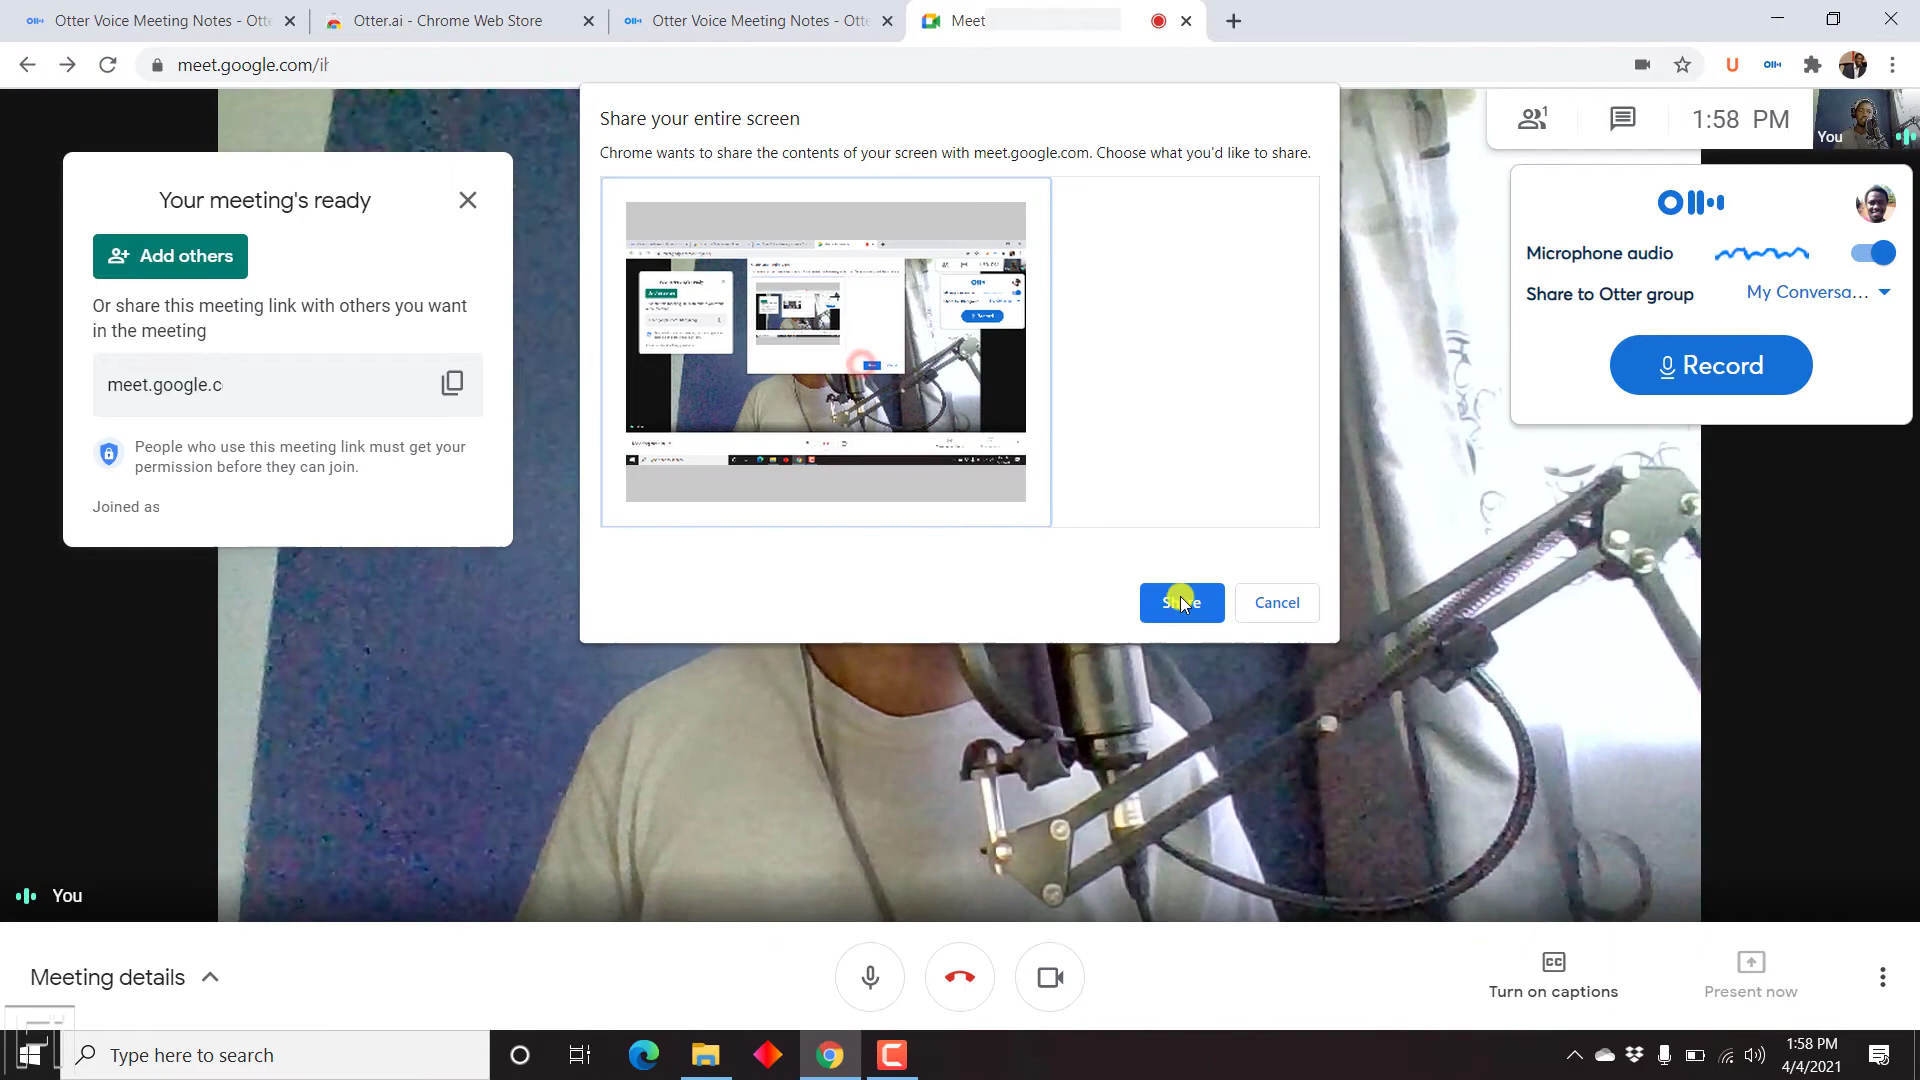 Otter Voice Meeting Notes - Otte
Otter.ai - Chrome Web Store
Otter Voice Meeting Notes - Otte
Meet
meet.google.com/ih
Share your entire screen
Chrome wants to share the contents of your screen with meet.google.com. Choose what you'd like to share.
Share
Cancel
Your meeting's ready
Add others
Or share this meeting link with others you want
in the meeting
meet.google.c
People who use this meeting link must get your
permission before they can join.
Joined as
1
1:58 PM
You
Microphone audio
Share to Otter group
My Conversa...
Record
You
Meeting details
CC
Turn on captions
Present now
Type here to search
1:58 PM
4/4/2021